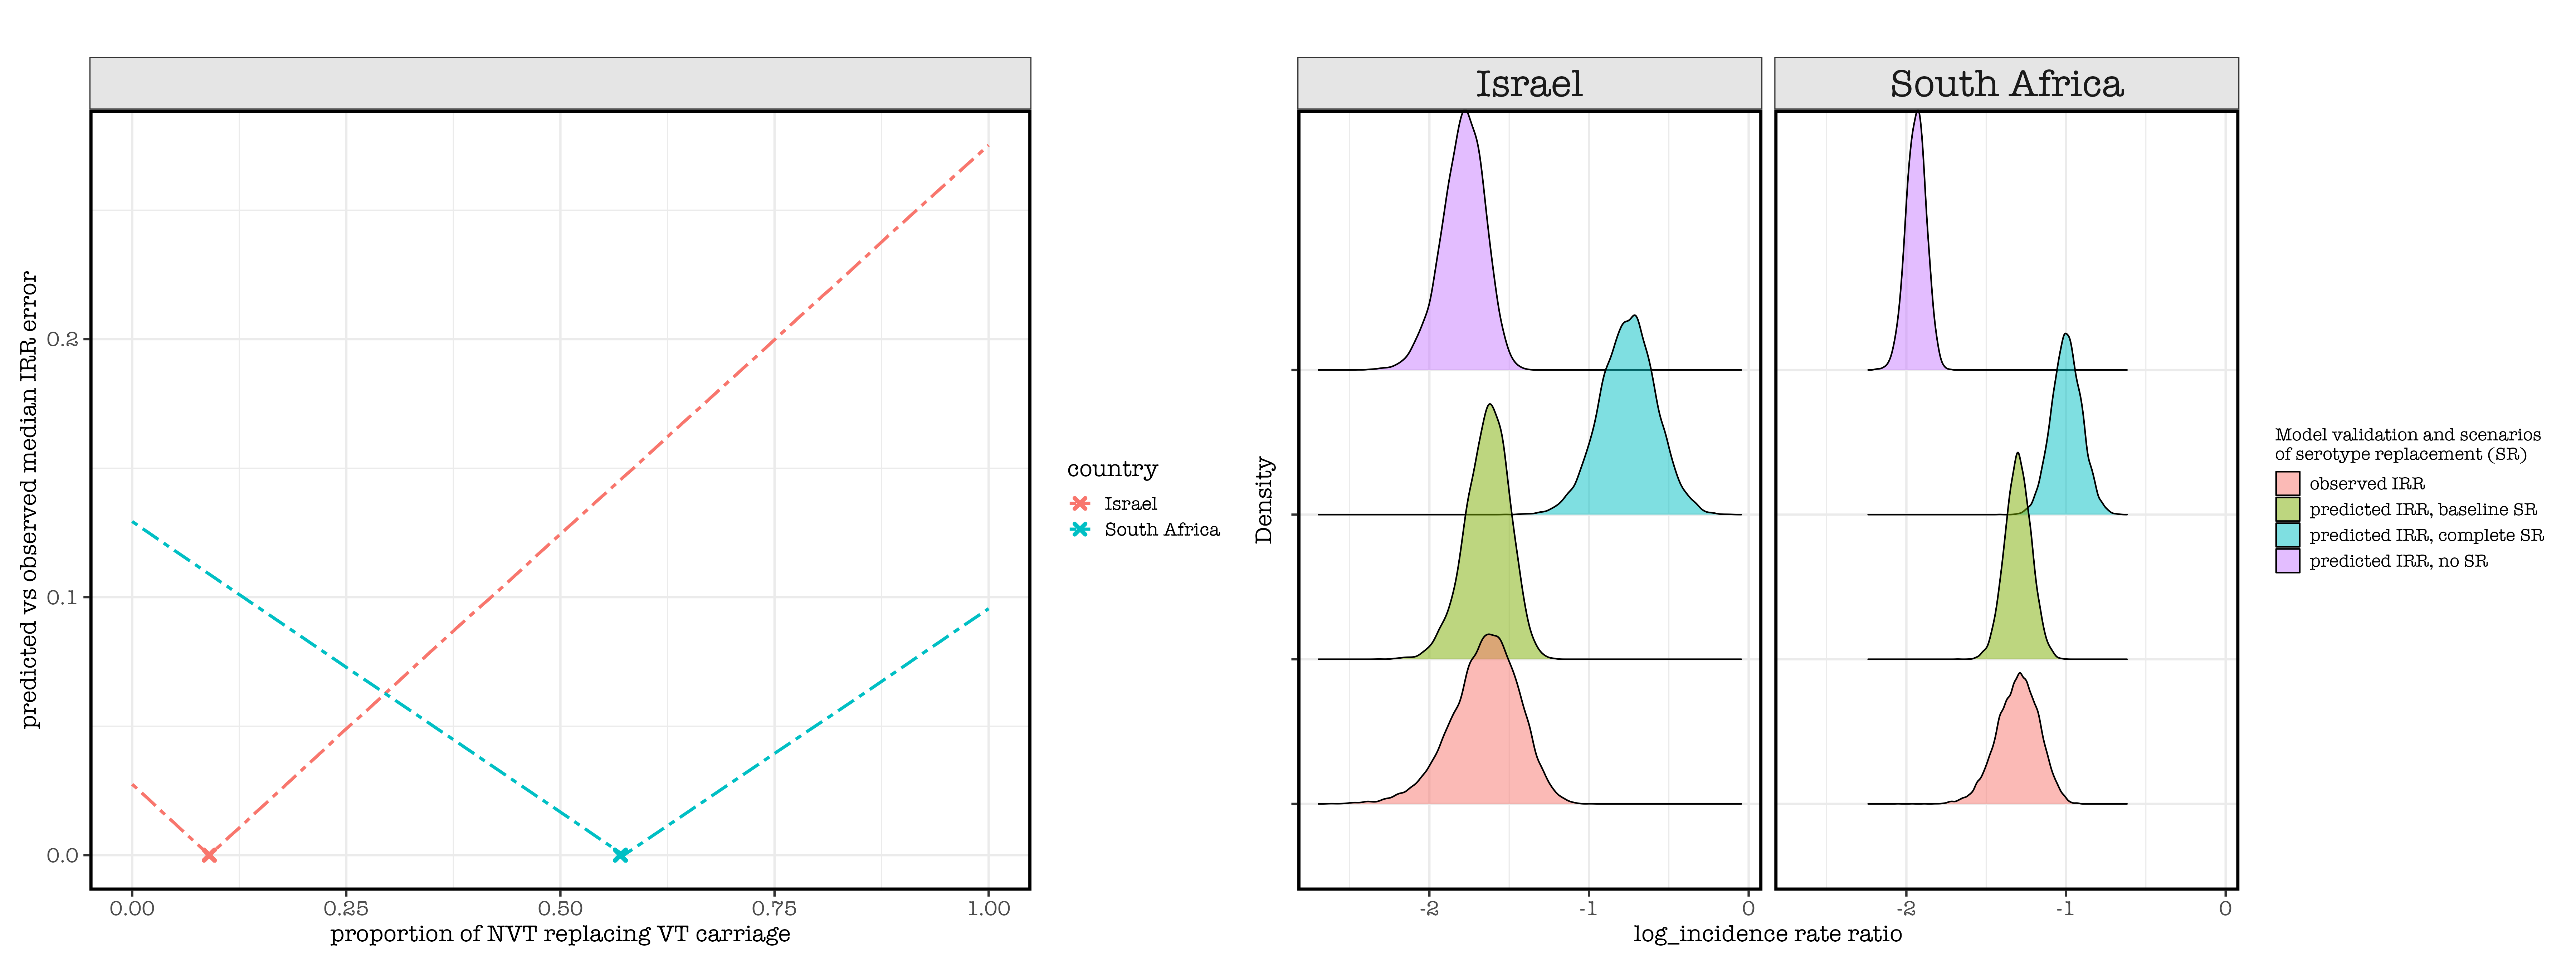 predicted vs observed median IRR error
0.2
0.1
0.0
0.00 0.25 0.50 0.75 1.00
proportion of NVT replacing VT carriage
country
Israel
South Africa
Israel South Africa
Density
-2 -1 0 -2 -1 0
log_incidence rate ratio
Model validation and scenarios
of serotype replacement (SR)
observed IRR
predicted IRR, baseline SR
predicted IRR, complete SR
predicted IRR, no SR